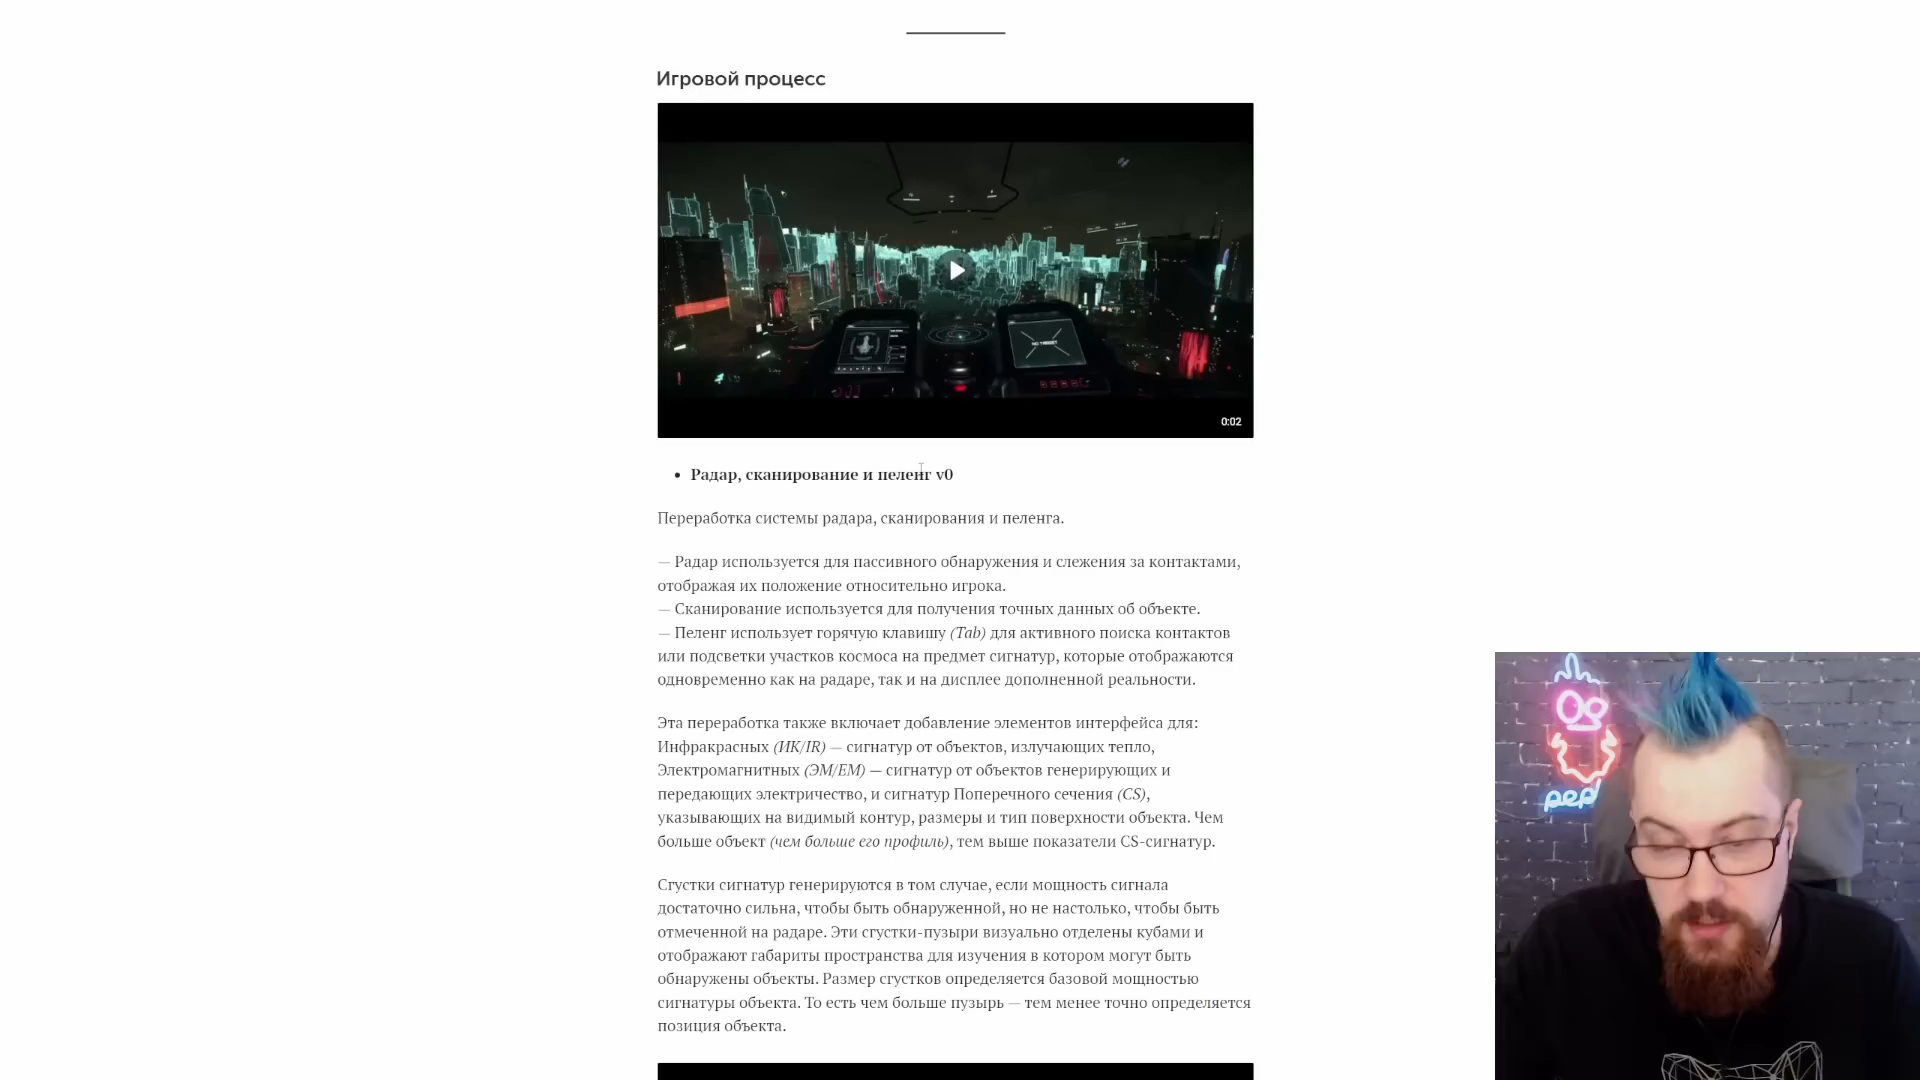 Игровой процесс
NO TARGET
0:02
• Радар, сканирование и пеленг v0
Переработка системы радара, сканирования и пеленга.
— Радар используется для пассивного обнаружения и слежения за контактами,
отображая их положение относительно игрока.
— Сканирование используется для получения точных данных об объекте.
— Пеленг использует горячую клавишу (Tab) для активного поиска контактов
или подсветки участков космоса на предмет сигнатур, которые отображаются
одновременно как на радаре, так и на дисплее дополненной реальности.
Эта переработка также включает добавление элементов интерфейса для:
Инфракрасных (ИК/IR) — сигнатур от объектов, излучающих тепло,
Электромагнитных (ЭМ/EM) — сигнатур от объектов генерирующих и
передающих электричество, и сигнатур Поперечного сечения (CS),
указывающих на видимый контур, размеры и тип поверхности объекта. Чем
больше объект (чем больше его профиль), тем выше показатели CS-сигнатур.
Сгустки сигнатур генерируются в том случае, если мощность сигнала
достаточно сильна, чтобы быть обнаруженной, но не настолько, чтобы быть
отмеченной на радаре. Эти сгустки-пузыри визуально отделены кубами и
отображают габариты пространства для изучения в котором могут быть
обнаружены объекты. Размер сгустков определяется базовой мощностью
сигнатуры объекта. То есть чем больше пузырь — тем менее точно определяется
позиция объекта.